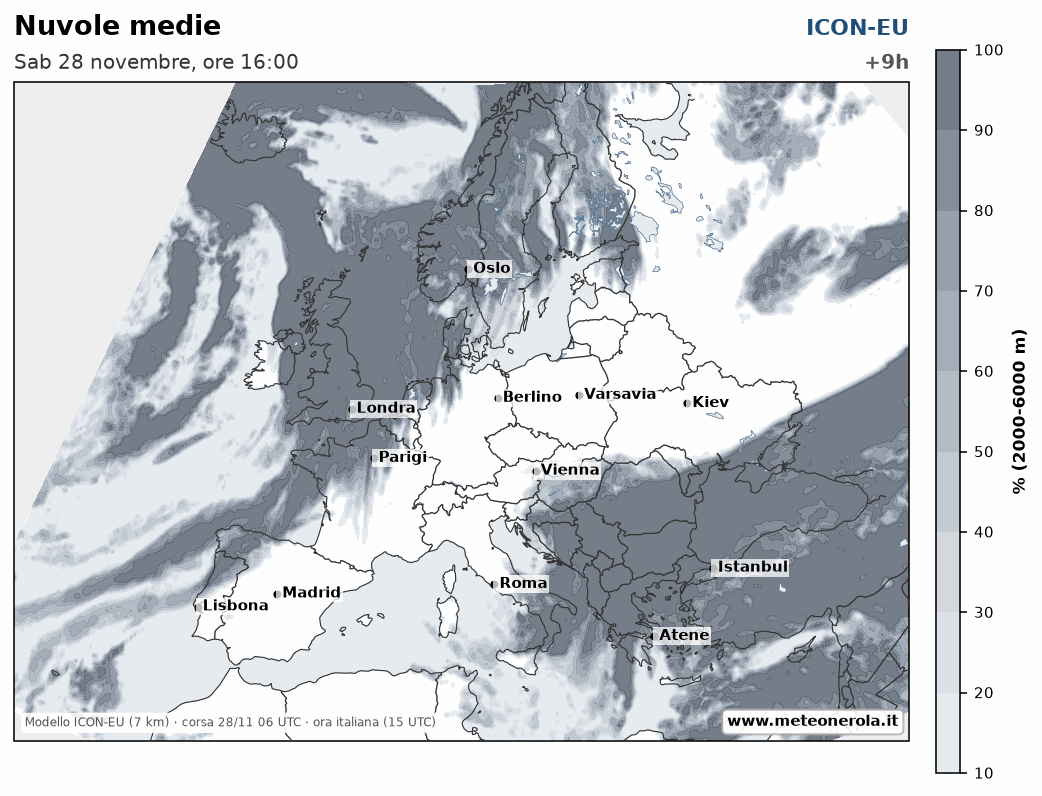 Nuvole medie
ICON-EU
Sab 28 novembre, ore 16:00
+9h
Oslo
Berlino
Varsavia
Kiev
Londra
Parigi
Vienna
Istanbul
Roma
Madrid
Lisbona
Atene
Modello ICON-EU (7 km) · corsa 28/11 06 UTC · ora italiana (15 UTC)
www.meteonerola.it
100
90
80
70
60
50
40
30
20
10
% (2000-6000 m)